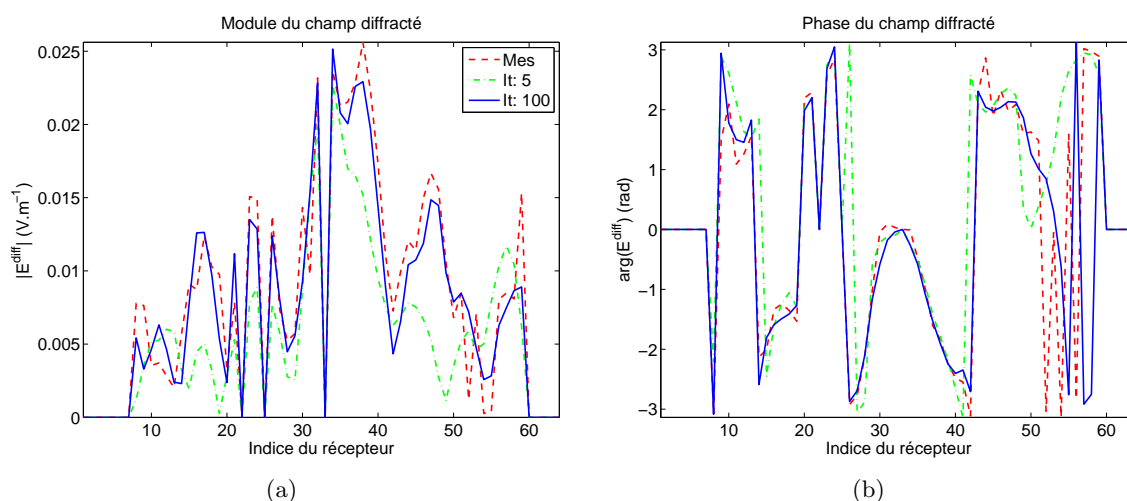 Module du champ diffracté
|E^diff| (V.m⁻¹)
0.025
0.02
0.015
0.01
0.005
0
10 20 30 40 50 60
Indice du récepteur
Mes
It: 5
It: 100
(a)
Phase du champ diffracté
arg(E^diff) (rad)
3
2
1
0
−1
−2
−3
10 20 30 40 50 60
Indice du récepteur
(b)